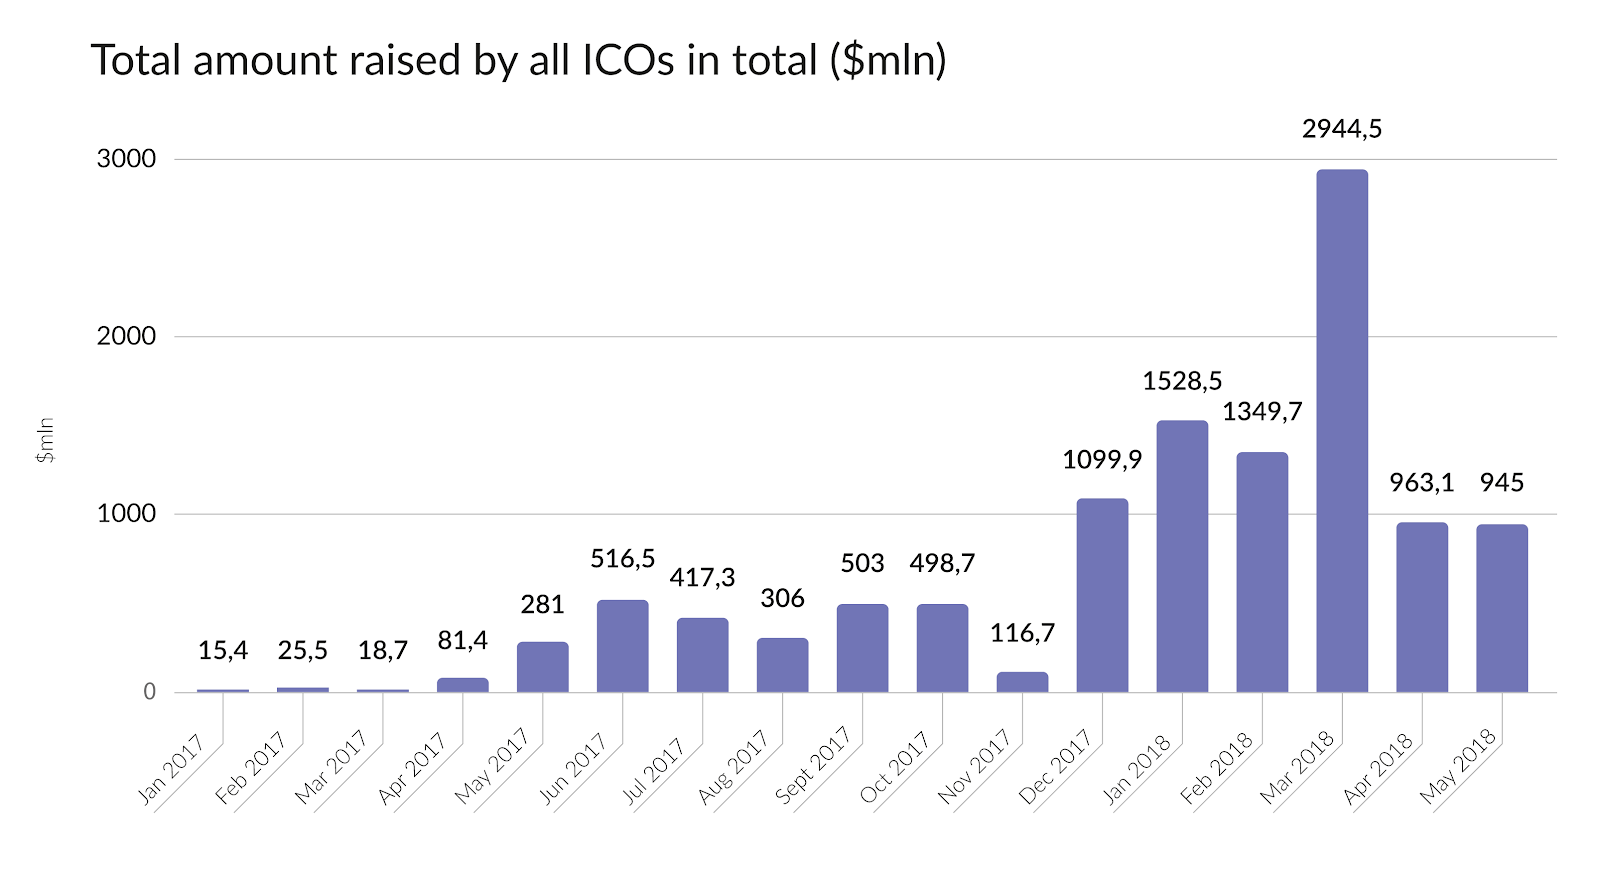 Total amount raised by all ICOs in total ($mln)
2944,5
3000
2000
1528,5
1349,7
1099,9
963,1
945
$mln
1000
516,5
417,3
503
498,7
281
306
116,7
15,4
25,5
18,7
81,4
0
Jan 2017
Feb 2017
Mar 2017
Apr 2017
May 2017
Jun 2017
Jul 2017
Aug 2017
Sept 2017
Oct 2017
Nov 2017
Dec 2017
Jan 2018
Feb 2018
Mar 2018
Apr 2018
May 2018